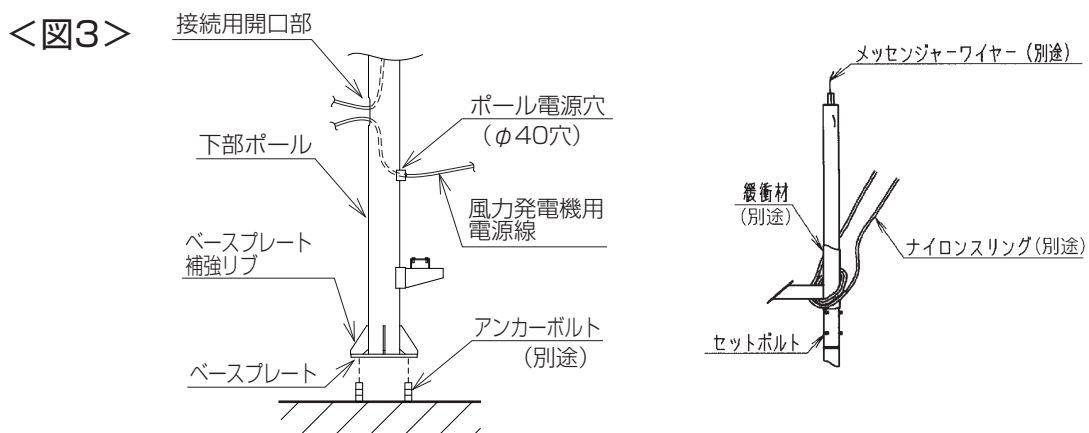 <図3>
接続用開口部
ポール電源穴
(φ40穴)
下部ポール
風力発電機用
電源線
ベースプレート
補強リブ
アンカーボルト
(別途)
ベースプレート
メッセンジャーワイヤー (別途)
緩衝材
(別途)
ナイロンスリング(別途)
セットボルト